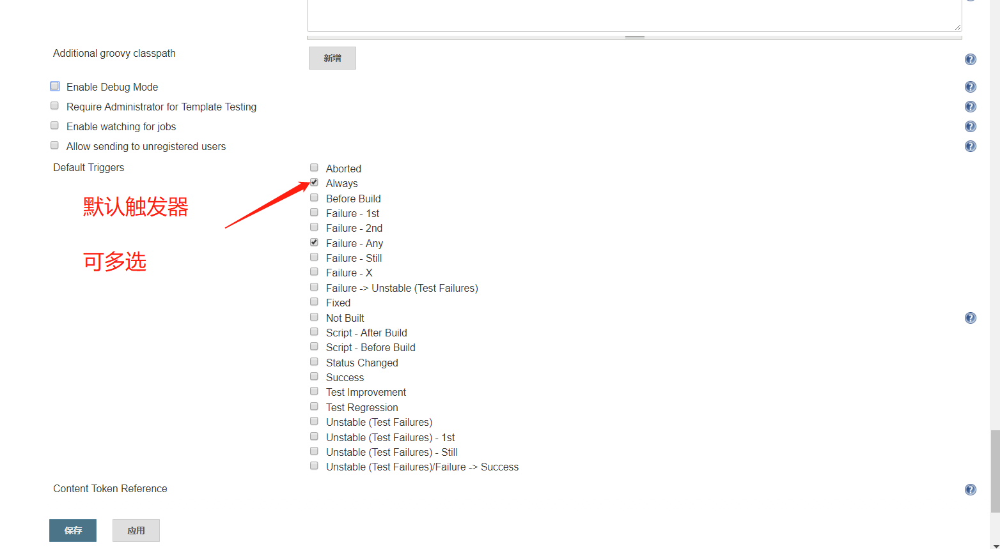 Additional groovy classpath
新增
Enable Debug Mode
Require Administrator for Template Testing
Enable watching for jobs
Allow sending to unregistered users
Default Triggers
默认触发器
可多选
Aborted
Always
Before Build
Failure - 1st
Failure - 2nd
Failure - Any
Failure - Still
Failure - X
Failure -> Unstable (Test Failures)
Fixed
Not Built
Script - After Build
Script - Before Build
Status Changed
Success
Test Improvement
Test Regression
Unstable (Test Failures)
Unstable (Test Failures) - 1st
Unstable (Test Failures) - Still
Unstable (Test Failures)/Failure -> Success
Content Token Reference
保存
应用